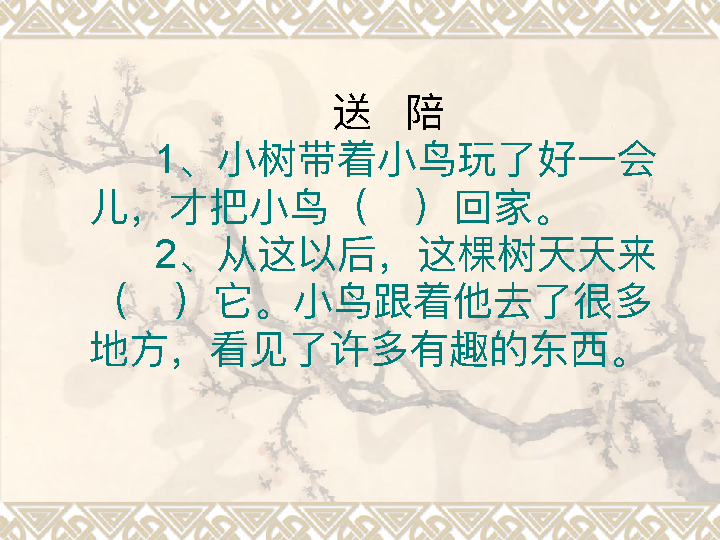 送 陪
1、小树带着小鸟玩了好一会
儿，才把小鸟（ ）回家。
2、从这以后，这棵树天天来
（ ）它。小鸟跟着他去了很多
地方，看见了许多有趣的东西。